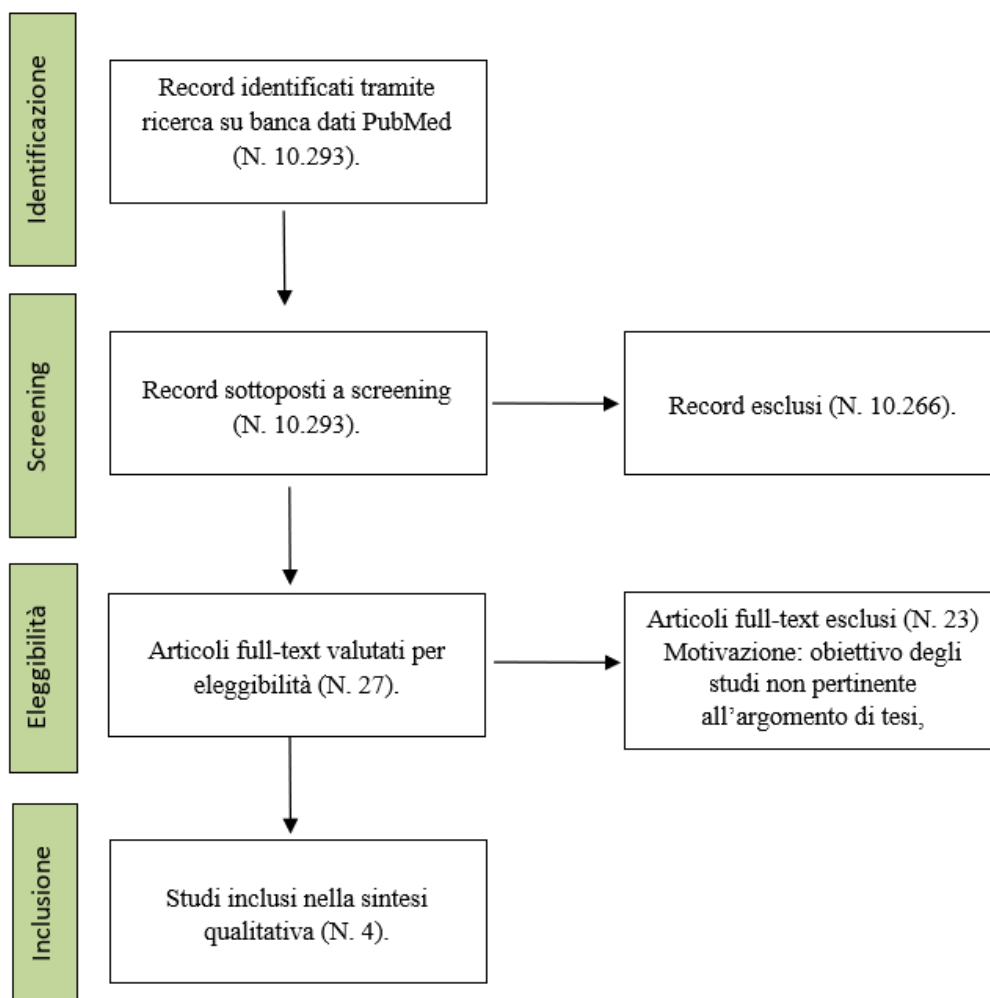 Identificazione
Record identificati tramite
ricerca su banca dati PubMed
(N. 10.293).
Screening
Record sottoposti a screening
(N. 10.293).
Record esclusi (N. 10.266).
Eleggibilità
Articoli full-text valutati per
eleggibilità (N. 27).
Articoli full-text esclusi (N. 23)
Motivazione: obiettivo degli
studi non pertinente
all’argomento di tesi,
Inclusione
Studi inclusi nella sintesi
qualitativa (N. 4).